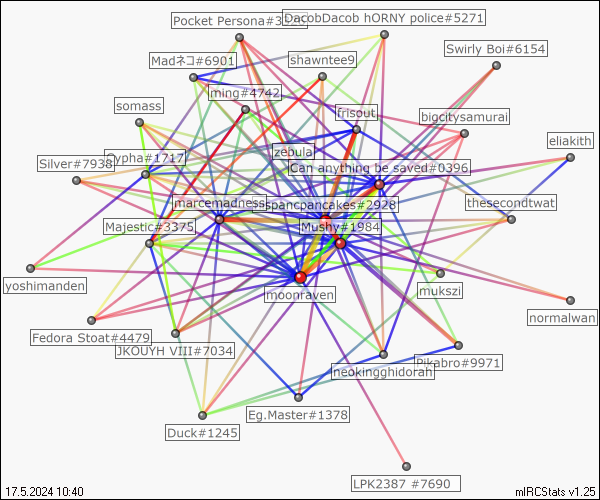 Pocket Persona#3
DacobDacob hORNY police#5271
Swirly Boi#6154
Madネコ#6901
shawntee9
ming#4742
somass
frisout
bigcitysamurai
eliakith
zebula
Silver#7938
Cypha#1717
Can anything be saved#0396
marcemadness
spancpancakes#2928
thesecondtwat
Majestic#3375
Mushy#1984
yoshimanden
moonraven
mukszi
normalwan
Fedora Stoat#4479
JKOUYH VIII#7034
neokingghidorah
Pikabro#9971
Eg.Master#1378
Duck#1245
LPK2387 #7690
17.5.2024 10:40
mIRCStats v1.25